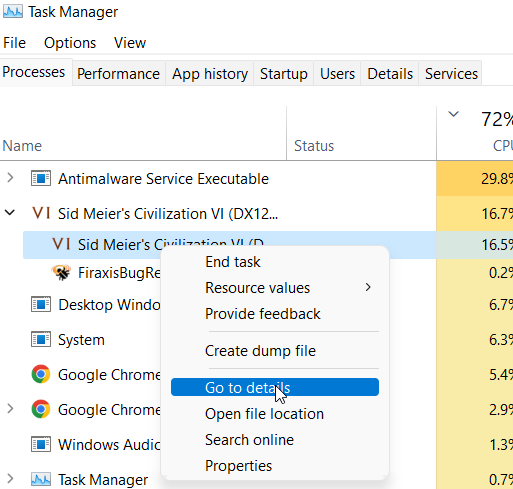 Task Manager
File Options View
Processes Performance App history Startup Users Details Services
72%
Name Status CPU
Antimalware Service Executable 29.8%
VI Sid Meier's Civilization VI (DX12... 16.7%
VI Sid Meier's Civilization VI (D 16.5%
FiraxisBugRe 0.2%
End task
Resource values
Provide feedback
Create dump file
Go to details
Open file location
Search online
Properties
Desktop Windo 6.7%
System 6.3%
Google Chrome 5.4%
Google Chrome 2.9%
Windows Audio 1.3%
Task Manager 0.7%